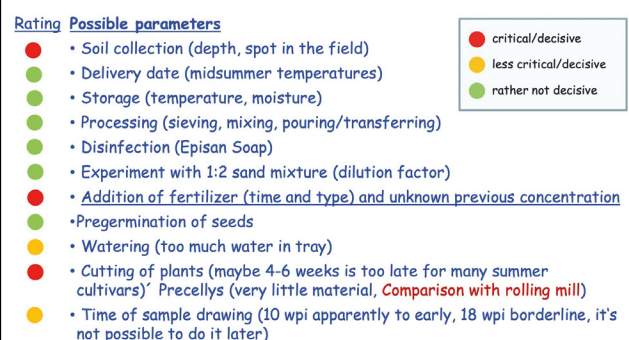 Rating Possible parameters
• Soil collection (depth, spot in the field)
• Delivery date (midsummer temperatures)
• Storage (temperature, moisture)
• Processing (sieving, mixing, pouring/transferring)
• Disinfection (Episan Soap)
• Experiment with 1:2 sand mixture (dilution factor)
• Addition of fertilizer (time and type) and unknown previous concentration
•Pregermination of seeds
• Watering (too much water in tray)
• Cutting of plants (maybe 4-6 weeks is too late for many summer
cultivars)´ Precellys (very little material, Comparison with rolling mill)
• Time of sample drawing (10 wpi apparently to early, 18 wpi borderline, it's
not possible to do it later)
critical/decisive
less critical/decisive
rather not decisive